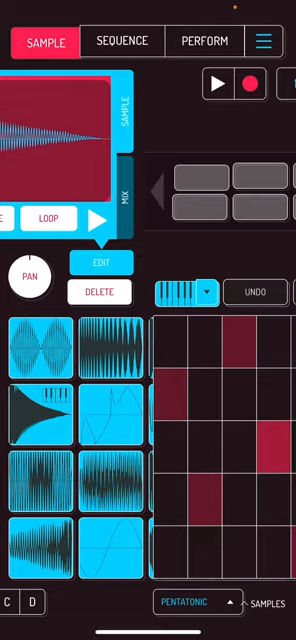 SAMPLE
SEQUENCE
PERFORM
SAMPLE
MIX
E
LOOP
EDIT
PAN
DELETE
UNDO
C
D
PENTATONIC
SAMPLES